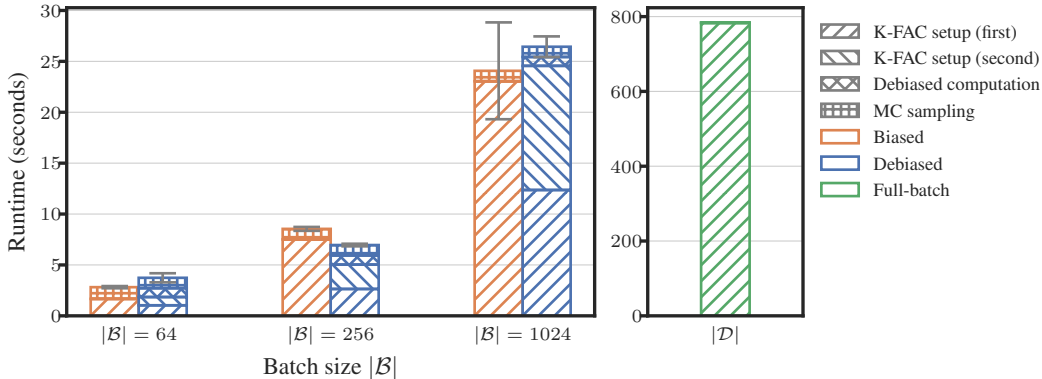 Runtime (seconds)
30
25
20
15
10
5
0
|B| = 64
|B| = 256
|B| = 1024
Batch size |B|
800
600
400
200
0
|D|
K-FAC setup (first)
K-FAC setup (second)
Debiased computation
MC sampling
Biased
Debiased
Full-batch